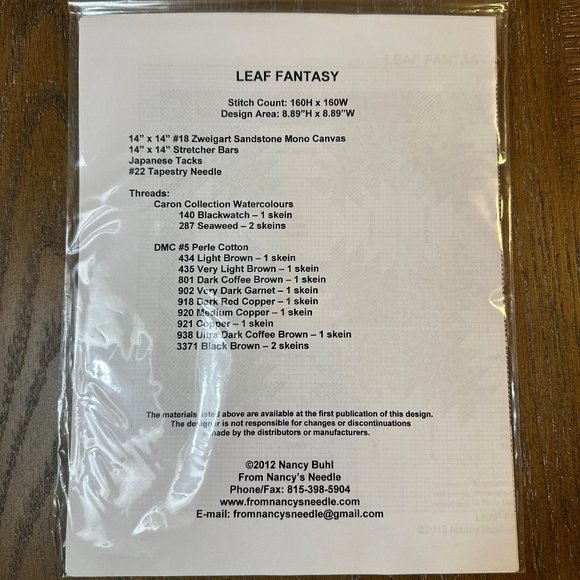 LEAF FANTASY
Stitch Count: 160H x 160W
Design Area: 8.89"H x 8.89"W
14" x 14" #18 Zweigart Sandstone Mono Canvas
14" x 14" Stretcher Bars
Japanese Tacks
#22 Tapestry Needle
Threads:
Caron Collection Watercolours
140 Blackwatch – 1 skein
287 Seaweed – 2 skeins
DMC #5 Perle Cotton
434 Light Brown – 1 skein
435 Very Light Brown – 1 skein
801 Dark Coffee Brown – 1 skein
902 Very Dark Garnet – 1 skein
918 Dark Red Copper – 1 skein
920 Medium Copper – 1 skein
921 Copper – 1 skein
938 Ultra Dark Coffee Brown – 1 skein
3371 Black Brown – 2 skeins
The materials listed above are available at the first publication of this design.
The designer is not responsible for changes or discontinuations
made by the distributors or manufacturers.
©2012 Nancy Buhl
From Nancy's Needle
Phone/Fax: 815-398-5904
www.fromnancysneedle.com
E-mail: fromnancysneedle@gmail.com
LEAF FANTAS
LEAF
©2012 Nancy Buhl